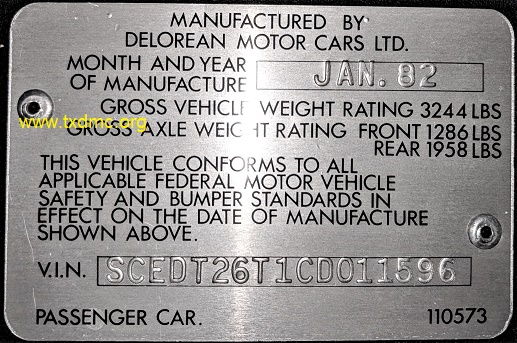 MANUFACTURED BY
DELOREAN MOTOR CARS LTD.
MONTH AND YEAR
OF MANUFACTURE JAN. 82
GROSS VEHICLE WEIGHT RATING 3244 LBS
www.txdmc.org
GROSS AXLE WEIGHT RATING FRONT 1286 LBS
REAR 1958 LBS
THIS VEHICLE CONFORMS TO ALL
APPLICABLE FEDERAL MOTOR VEHICLE
SAFETY AND BUMPER STANDARDS IN
EFFECT ON THE DATE OF MANUFACTURE
SHOWN ABOVE.
V.I.N. SCEDT26T1CD011596
PASSENGER CAR. 110573